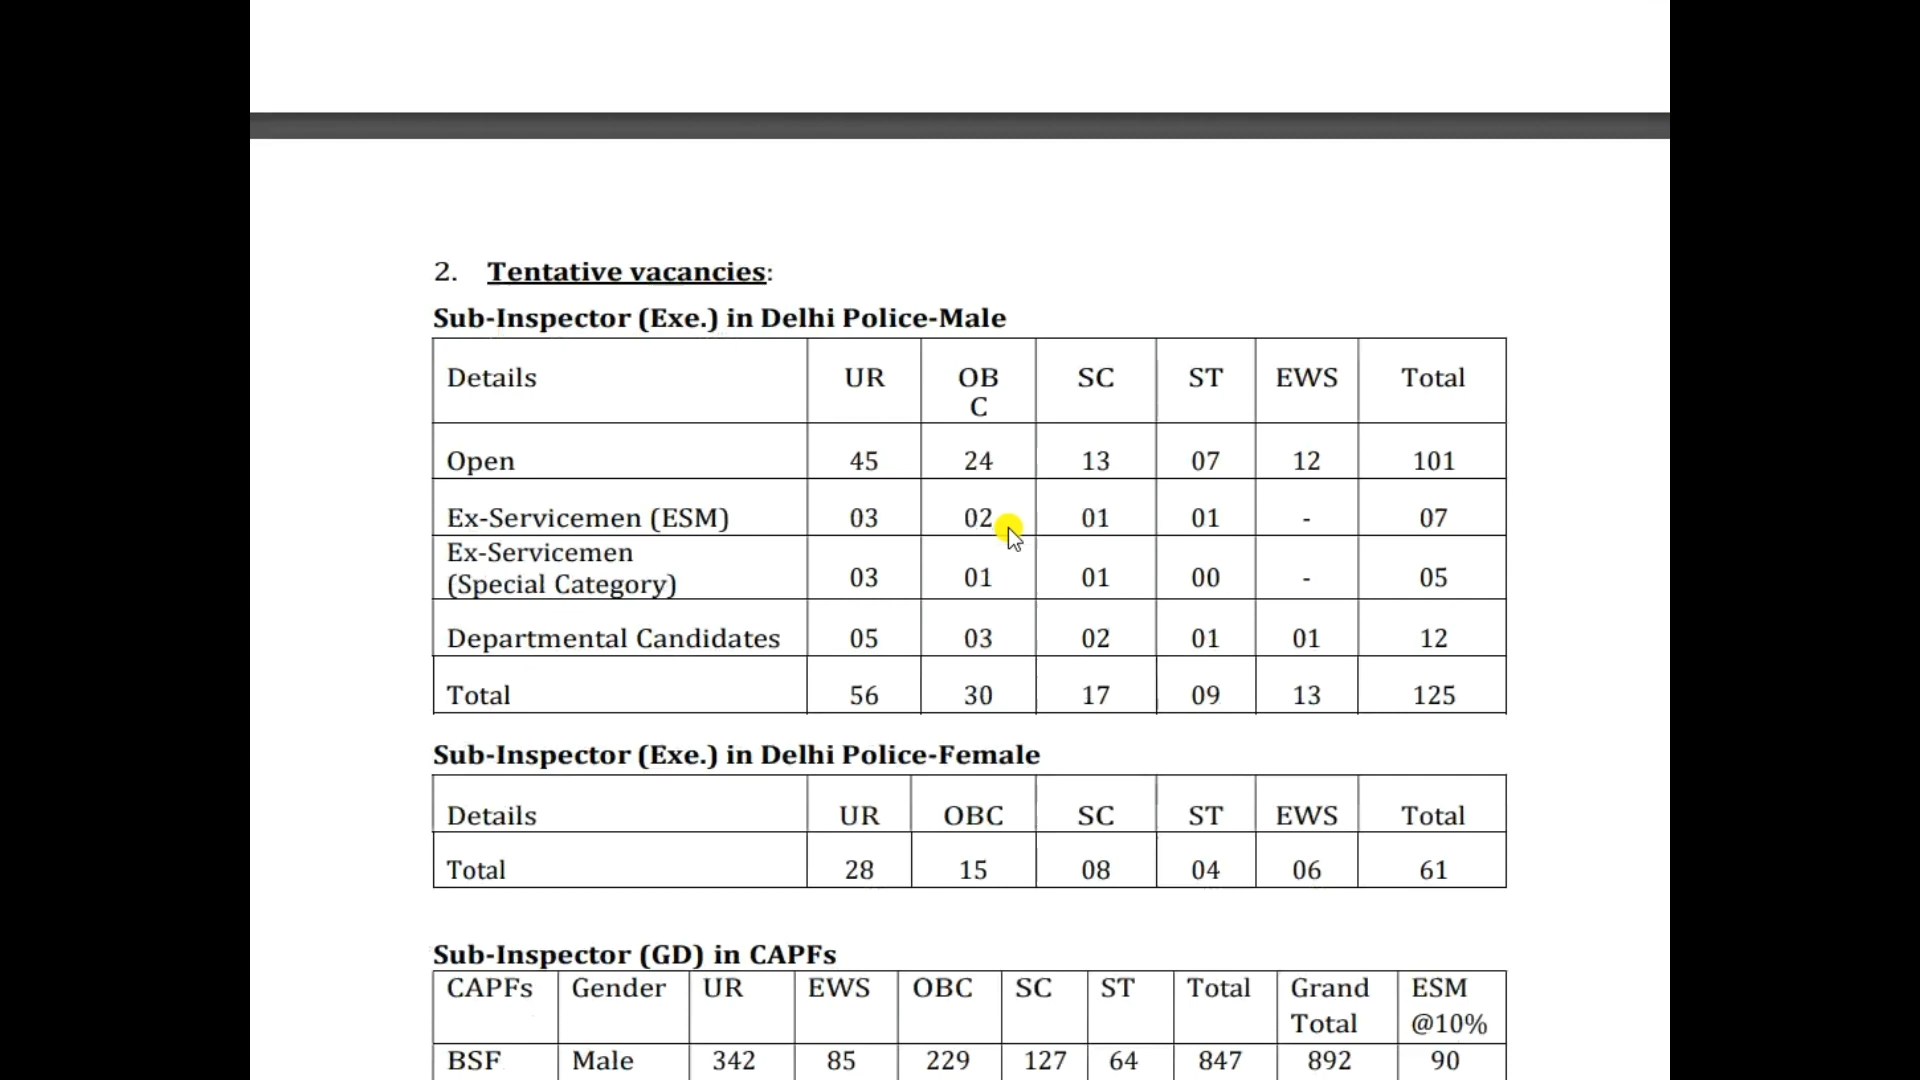 2. Tentative vacancies:
Sub-Inspector (Exe.) in Delhi Police-Male
Details UR OB C SC ST EWS Total
Open 45 24 13 07 12 101
Ex-Servicemen (ESM) 03 02 01 01 - 07
Ex-Servicemen (Special Category) 03 01 01 00 - 05
Departmental Candidates 05 03 02 01 01 12
Total 56 30 17 09 13 125
Sub-Inspector (Exe.) in Delhi Police-Female
Details UR OBC SC ST EWS Total
Total 28 15 08 04 06 61
Sub-Inspector (GD) in CAPFs
CAPFs Gender UR EWS OBC SC ST Total Grand Total ESM @10%
BSF Male 342 85 229 127 64 847 892 90